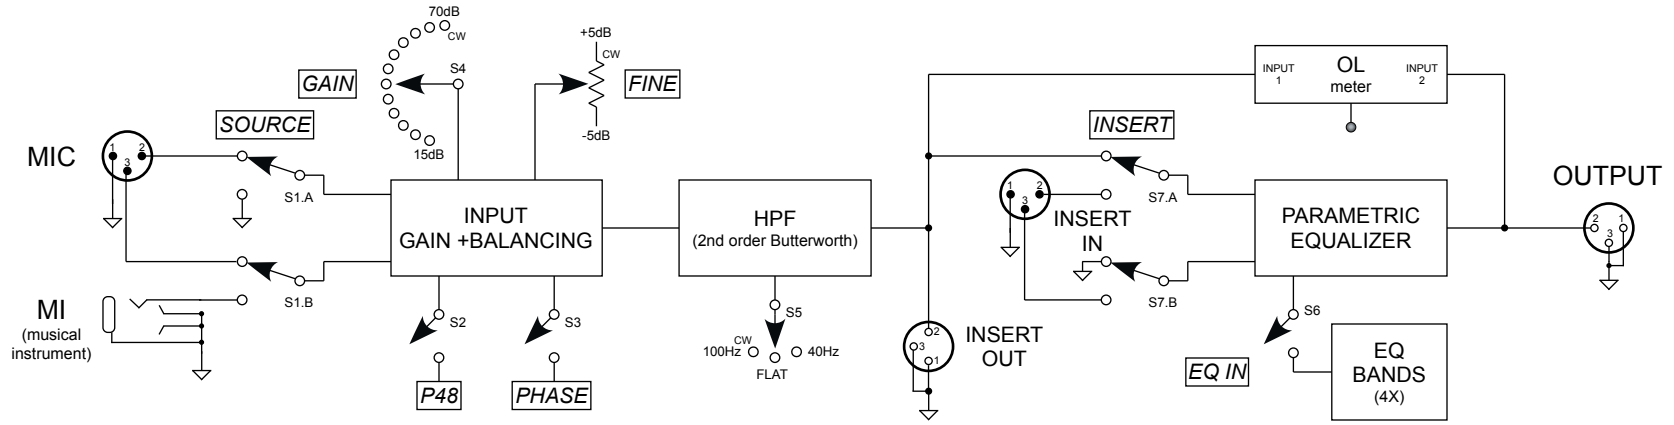 70dB
CW
+5dB
CW
GAIN
S4
FINE
-5dB
15dB
SOURCE
MIC
1
2
3
S1.A
INPUT
GAIN +BALANCING
HPF
(2nd order Butterworth)
S1.B
MI
(musical
instrument)
S2
S3
P48
PHASE
S5
CW
100Hz
40Hz
FLAT
INPUT
1
OL
meter
INPUT
2
INSERT
S7.A
1
2
3
INSERT
IN
S7.B
PARAMETRIC
EQUALIZER
OUTPUT
2
1
3
2
3
1
INSERT
OUT
S6
EQ IN
EQ
BANDS
(4X)